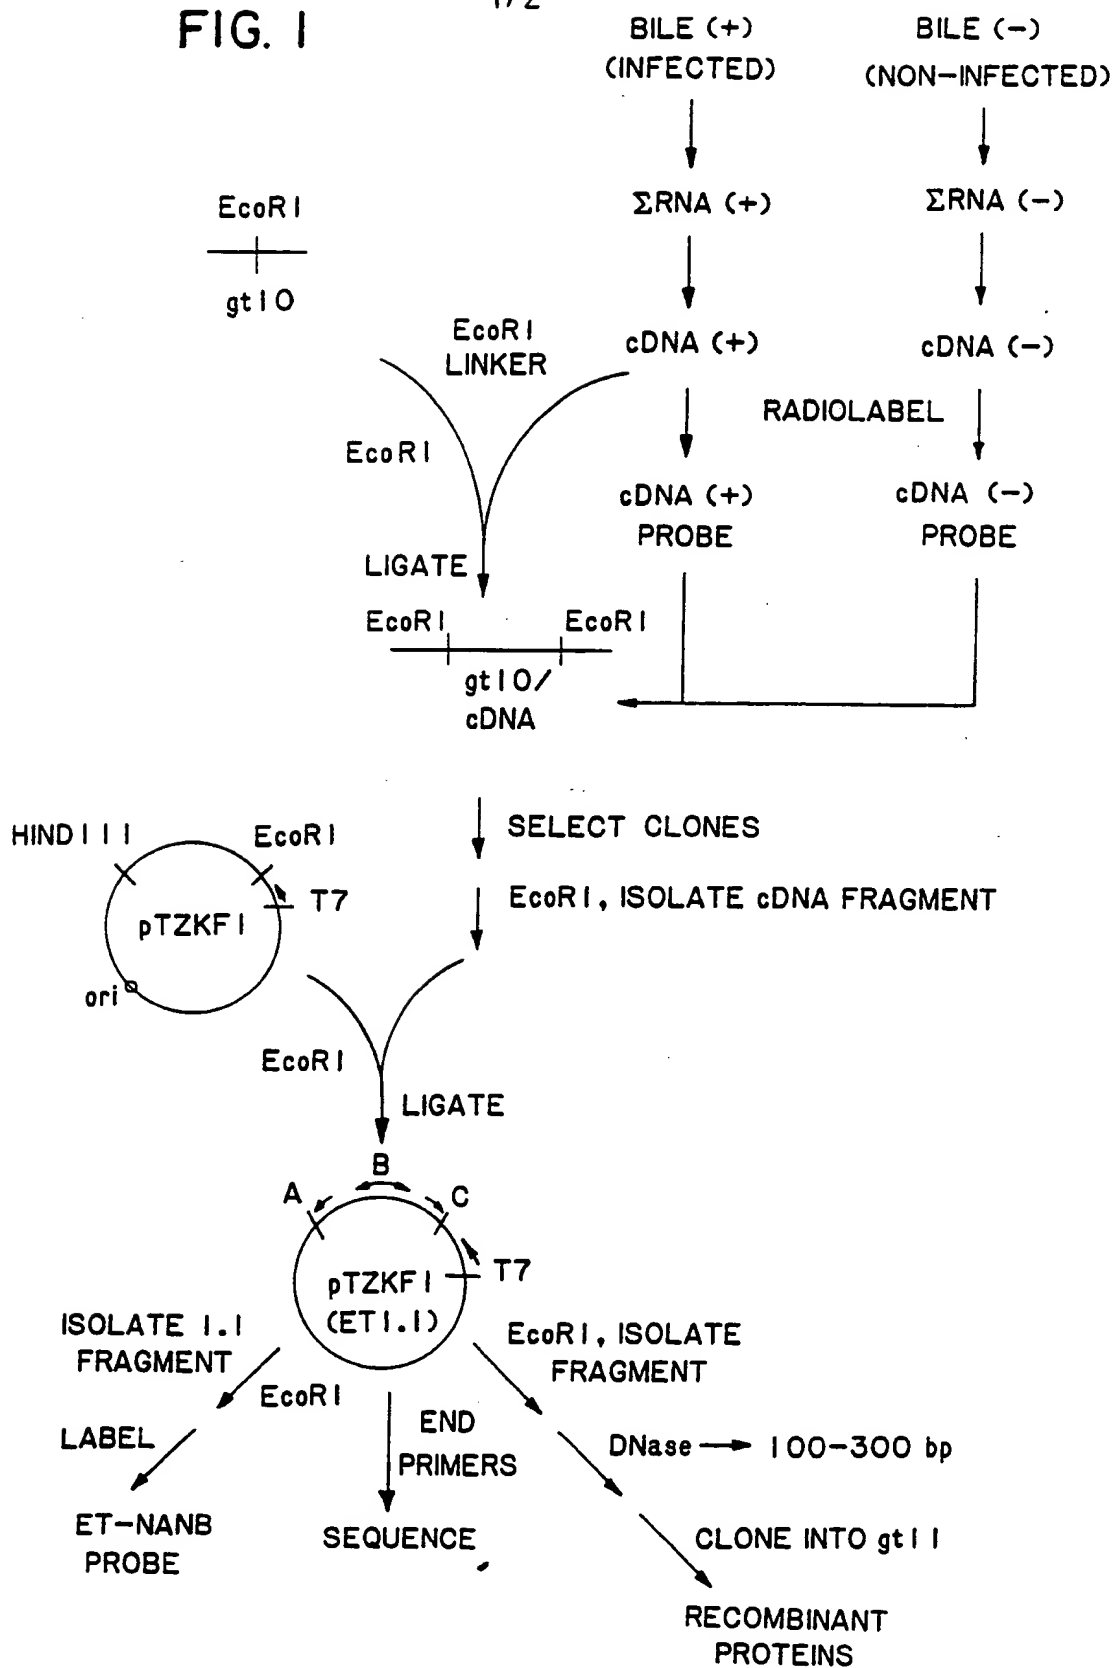 FIG. 1
BILE (+)
(INFECTED)
BILE (-)
(NON-INFECTED)
ΣRNA (+)
ΣRNA (-)
EcoRI
gt10
EcoRI
LINKER
cDNA (+)
cDNA (-)
RADIOLABEL
EcoRI
cDNA (+)
PROBE
cDNA (-)
PROBE
LIGATE
EcoRI
EcoRI
gt10/
cDNA
SELECT CLONES
HINDIII
EcoRI
T7
pTZKF1
ori
EcoRI, ISOLATE cDNA FRAGMENT
EcoRI
LIGATE
A
B
C
T7
pTZKF1
(ET1.1)
ISOLATE 1.1
FRAGMENT
EcoRI
LABEL
ET-NANB
PROBE
END
PRIMERS
SEQUENCE
EcoRI, ISOLATE
FRAGMENT
DNase → 100-300 bp
CLONE INTO gt11
RECOMBINANT
PROTEINS